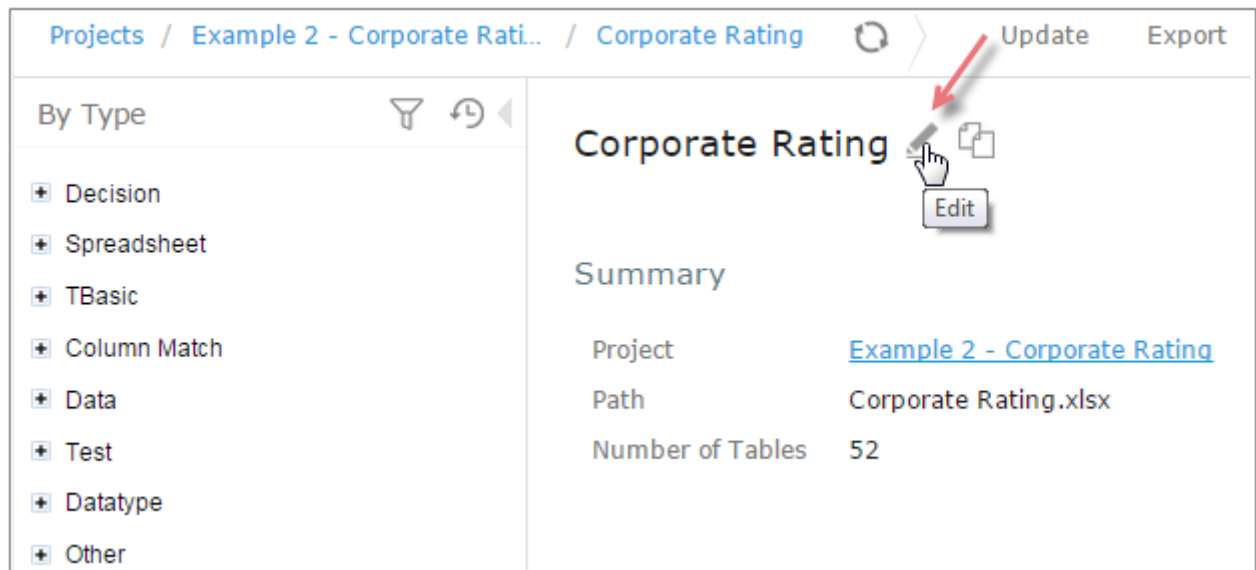 Projects / Example 2 - Corporate Rati... / Corporate Rating Update Export
By Type
Decision
Spreadsheet
TBasic
Column Match
Data
Test
Datatype
Other
Corporate Rating
Edit
Summary
Project Example 2 - Corporate Rating
Path Corporate Rating.xlsx
Number of Tables 52